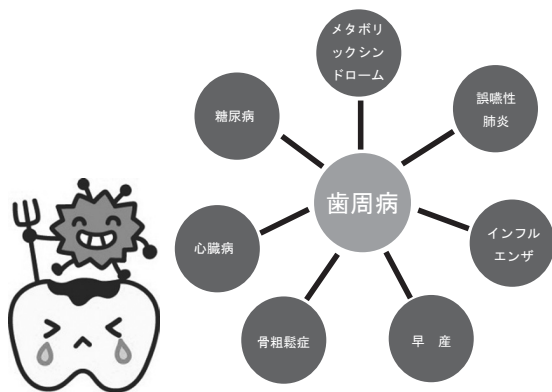 メタボリ
ックシン
ドローム
誤嚥性
肺炎
糖尿病
歯周病
インフル
エンザ
心臓病
骨粗鬆症
早　産